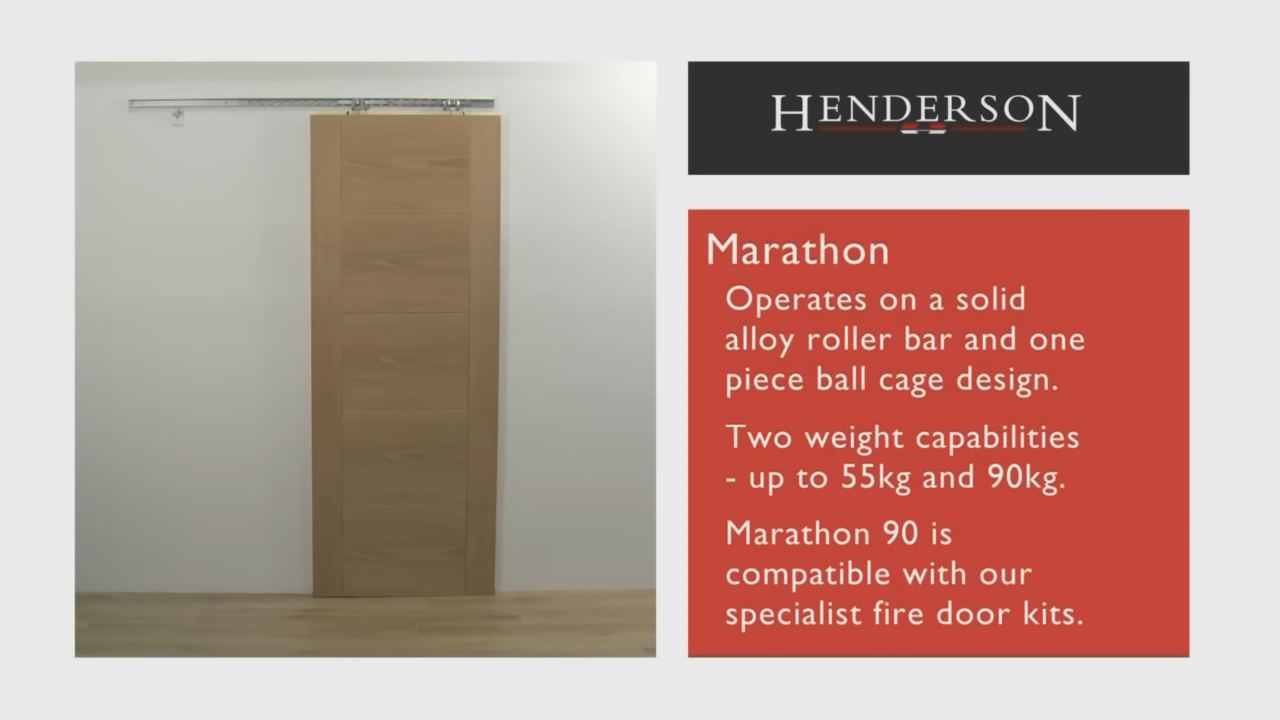 HENDERSON
Marathon
Operates on a solid
alloy roller bar and one
piece ball cage design.
Two weight capabilities
- up to 55kg and 90kg.
Marathon 90 is
compatible with our
specialist fire door kits.